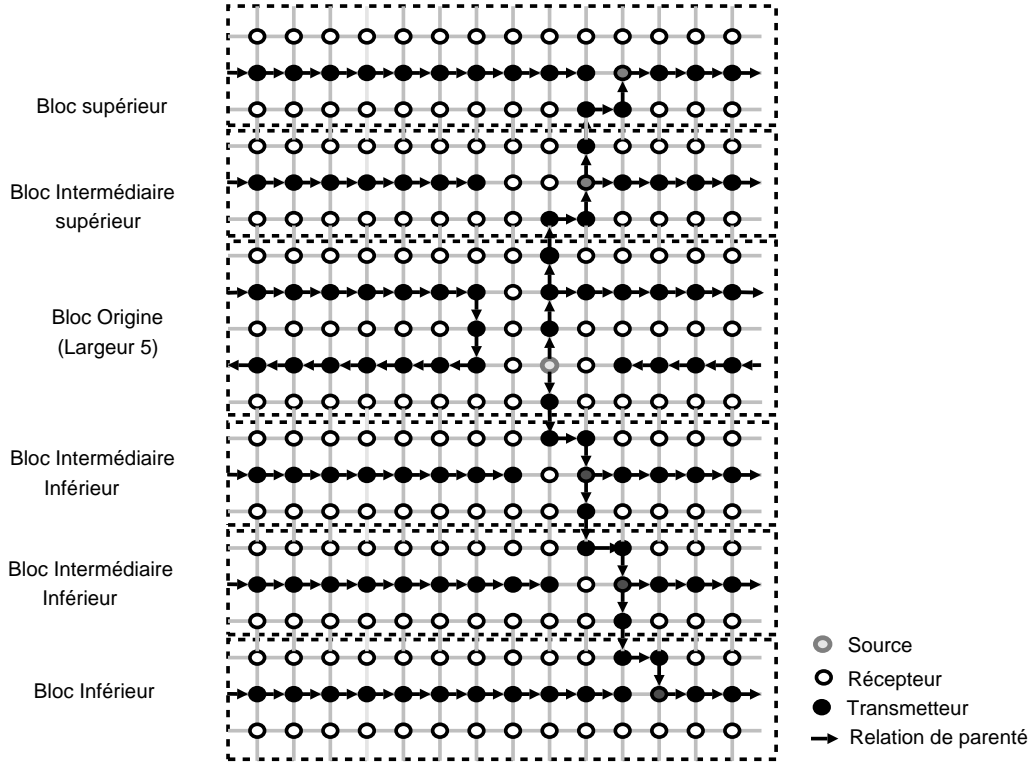 Bloc supérieur
Bloc Intermédiaire
supérieur
Bloc Origine
(Largeur 5)
Bloc Intermédiaire
Inférieur
Bloc Intermédiaire
Inférieur
Bloc Inférieur
Source
Récepteur
Transmetteur
Relation de parenté